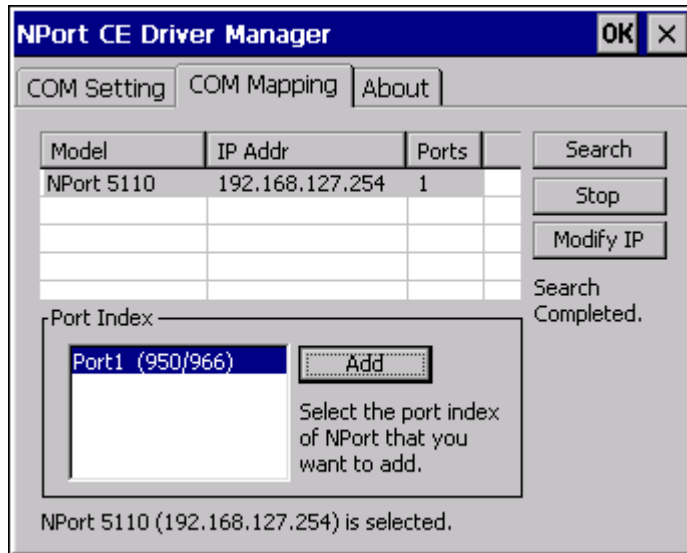 NPort CE Driver Manager OK ×
COM Setting COM Mapping About
Model IP Addr Ports Search
NPort 5110 192.168.127.254 1
Stop
Modify IP
Search
Completed.
Port Index
Port1 (950/966) Add
Select the port index
of NPort that you
want to add.
NPort 5110 (192.168.127.254) is selected.